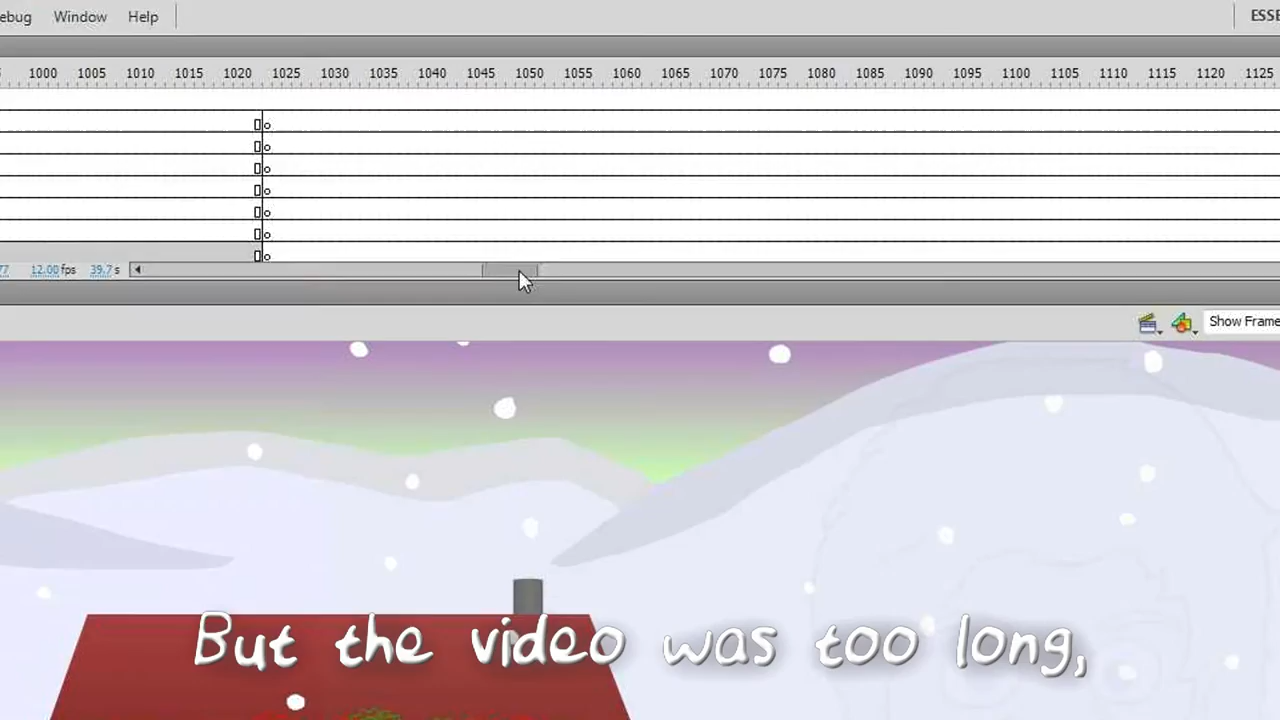 Window Help
1000 1005 1010 1015 1020 1025 1030 1035 1040 1045 1050 1055 1060 1065 1070 1075 1080 1085 1090 1095 1100 1105 1110 1115 1120 1125
12.00 fps 39.7 s
Show Frame
But the video was too long,